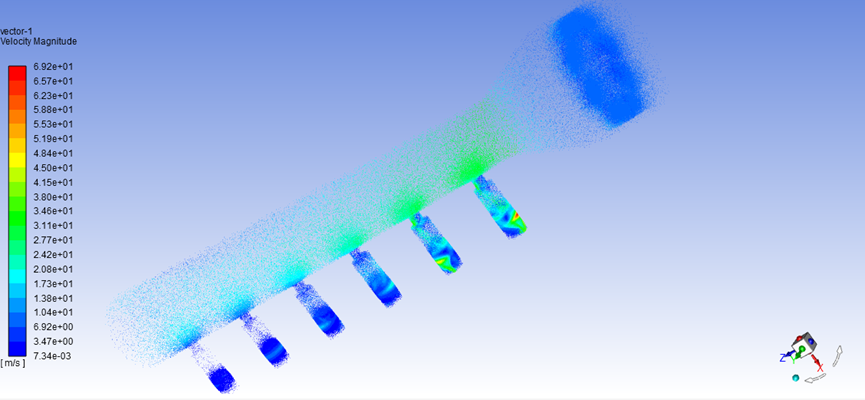 vector-1
Velocity Magnitude
6.92e+01
6.57e+01
6.23e+01
5.88e+01
5.53e+01
5.19e+01
4.84e+01
4.50e+01
4.15e+01
3.80e+01
3.46e+01
3.11e+01
2.77e+01
2.42e+01
2.08e+01
1.73e+01
1.38e+01
1.04e+01
6.92e+00
3.47e+00
7.34e-03
[ m/s ]
Z
Y
X